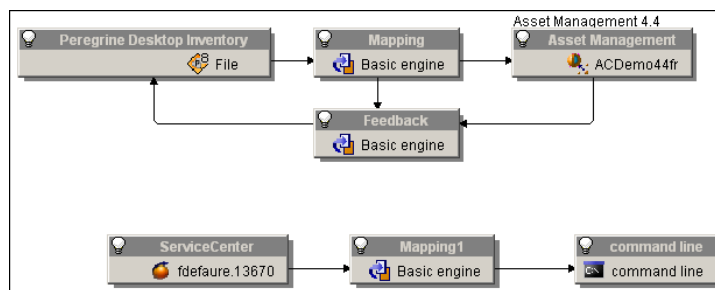 Asset Management 4.4
Peregrine Desktop Inventory
File
Mapping
Basic engine
Asset Management
ACDemo44fr
Feedback
Basic engine
ServiceCenter
fdefaure.13670
Mapping1
Basic engine
command line
command line